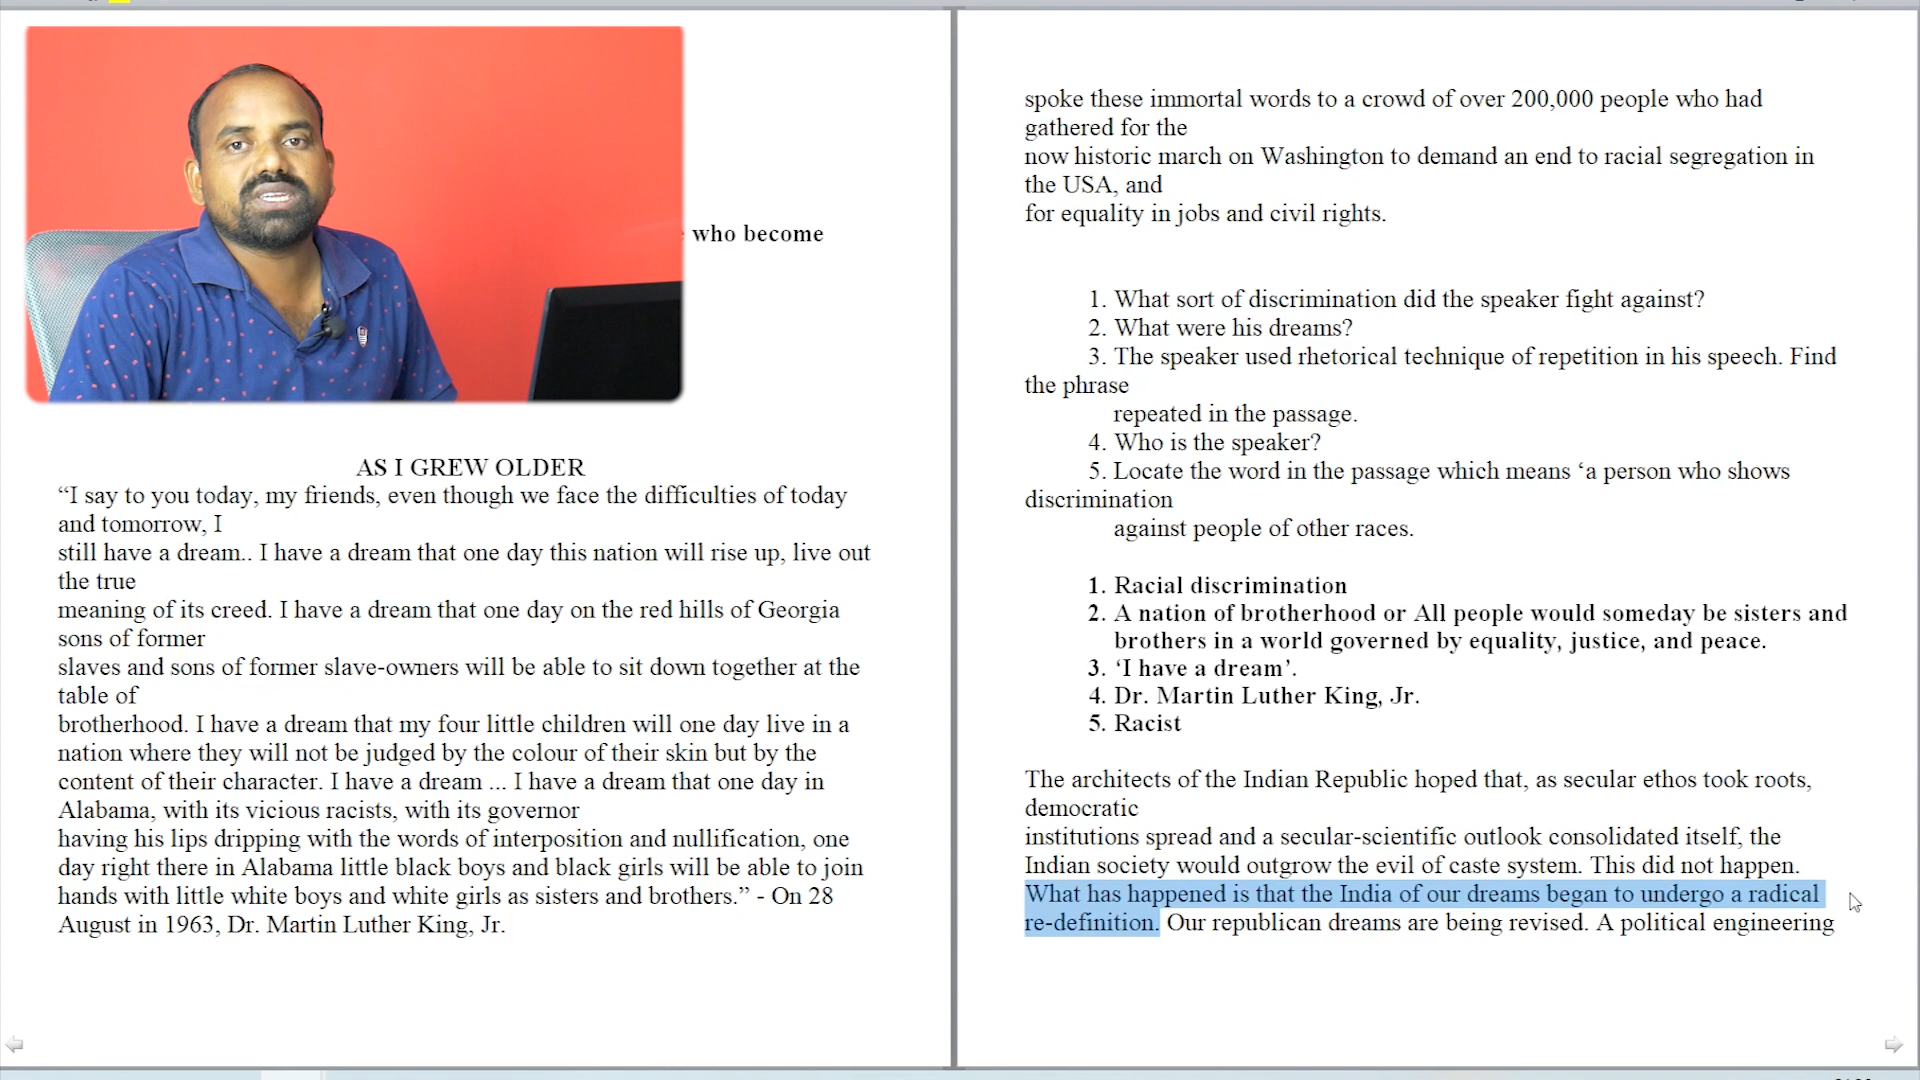 who become
AS I GREW OLDER
“I say to you today, my friends, even though we face the difficulties of today
and tomorrow, I
still have a dream.. I have a dream that one day this nation will rise up, live out
the true
meaning of its creed. I have a dream that one day on the red hills of Georgia
sons of former
slaves and sons of former slave-owners will be able to sit down together at the
table of
brotherhood. I have a dream that my four little children will one day live in a
nation where they will not be judged by the colour of their skin but by the
content of their character. I have a dream ... I have a dream that one day in
Alabama, with its vicious racists, with its governor
having his lips dripping with the words of interposition and nullification, one
day right there in Alabama little black boys and black girls will be able to join
hands with little white boys and white girls as sisters and brothers.” - On 28
August in 1963, Dr. Martin Luther King, Jr.
spoke these immortal words to a crowd of over 200,000 people who had
gathered for the
now historic march on Washington to demand an end to racial segregation in
the USA, and
for equality in jobs and civil rights.
1. What sort of discrimination did the speaker fight against?
2. What were his dreams?
3. The speaker used rhetorical technique of repetition in his speech. Find
the phrase
repeated in the passage.
4. Who is the speaker?
5. Locate the word in the passage which means ‘a person who shows
discrimination
against people of other races.
1. Racial discrimination
2. A nation of brotherhood or All people would someday be sisters and
brothers in a world governed by equality, justice, and peace.
3. ‘I have a dream’.
4. Dr. Martin Luther King, Jr.
5. Racist
The architects of the Indian Republic hoped that, as secular ethos took roots,
democratic
institutions spread and a secular-scientific outlook consolidated itself, the
Indian society would outgrow the evil of caste system. This did not happen.
What has happened is that the India of our dreams began to undergo a radical
re-definition. Our republican dreams are being revised. A political engineering